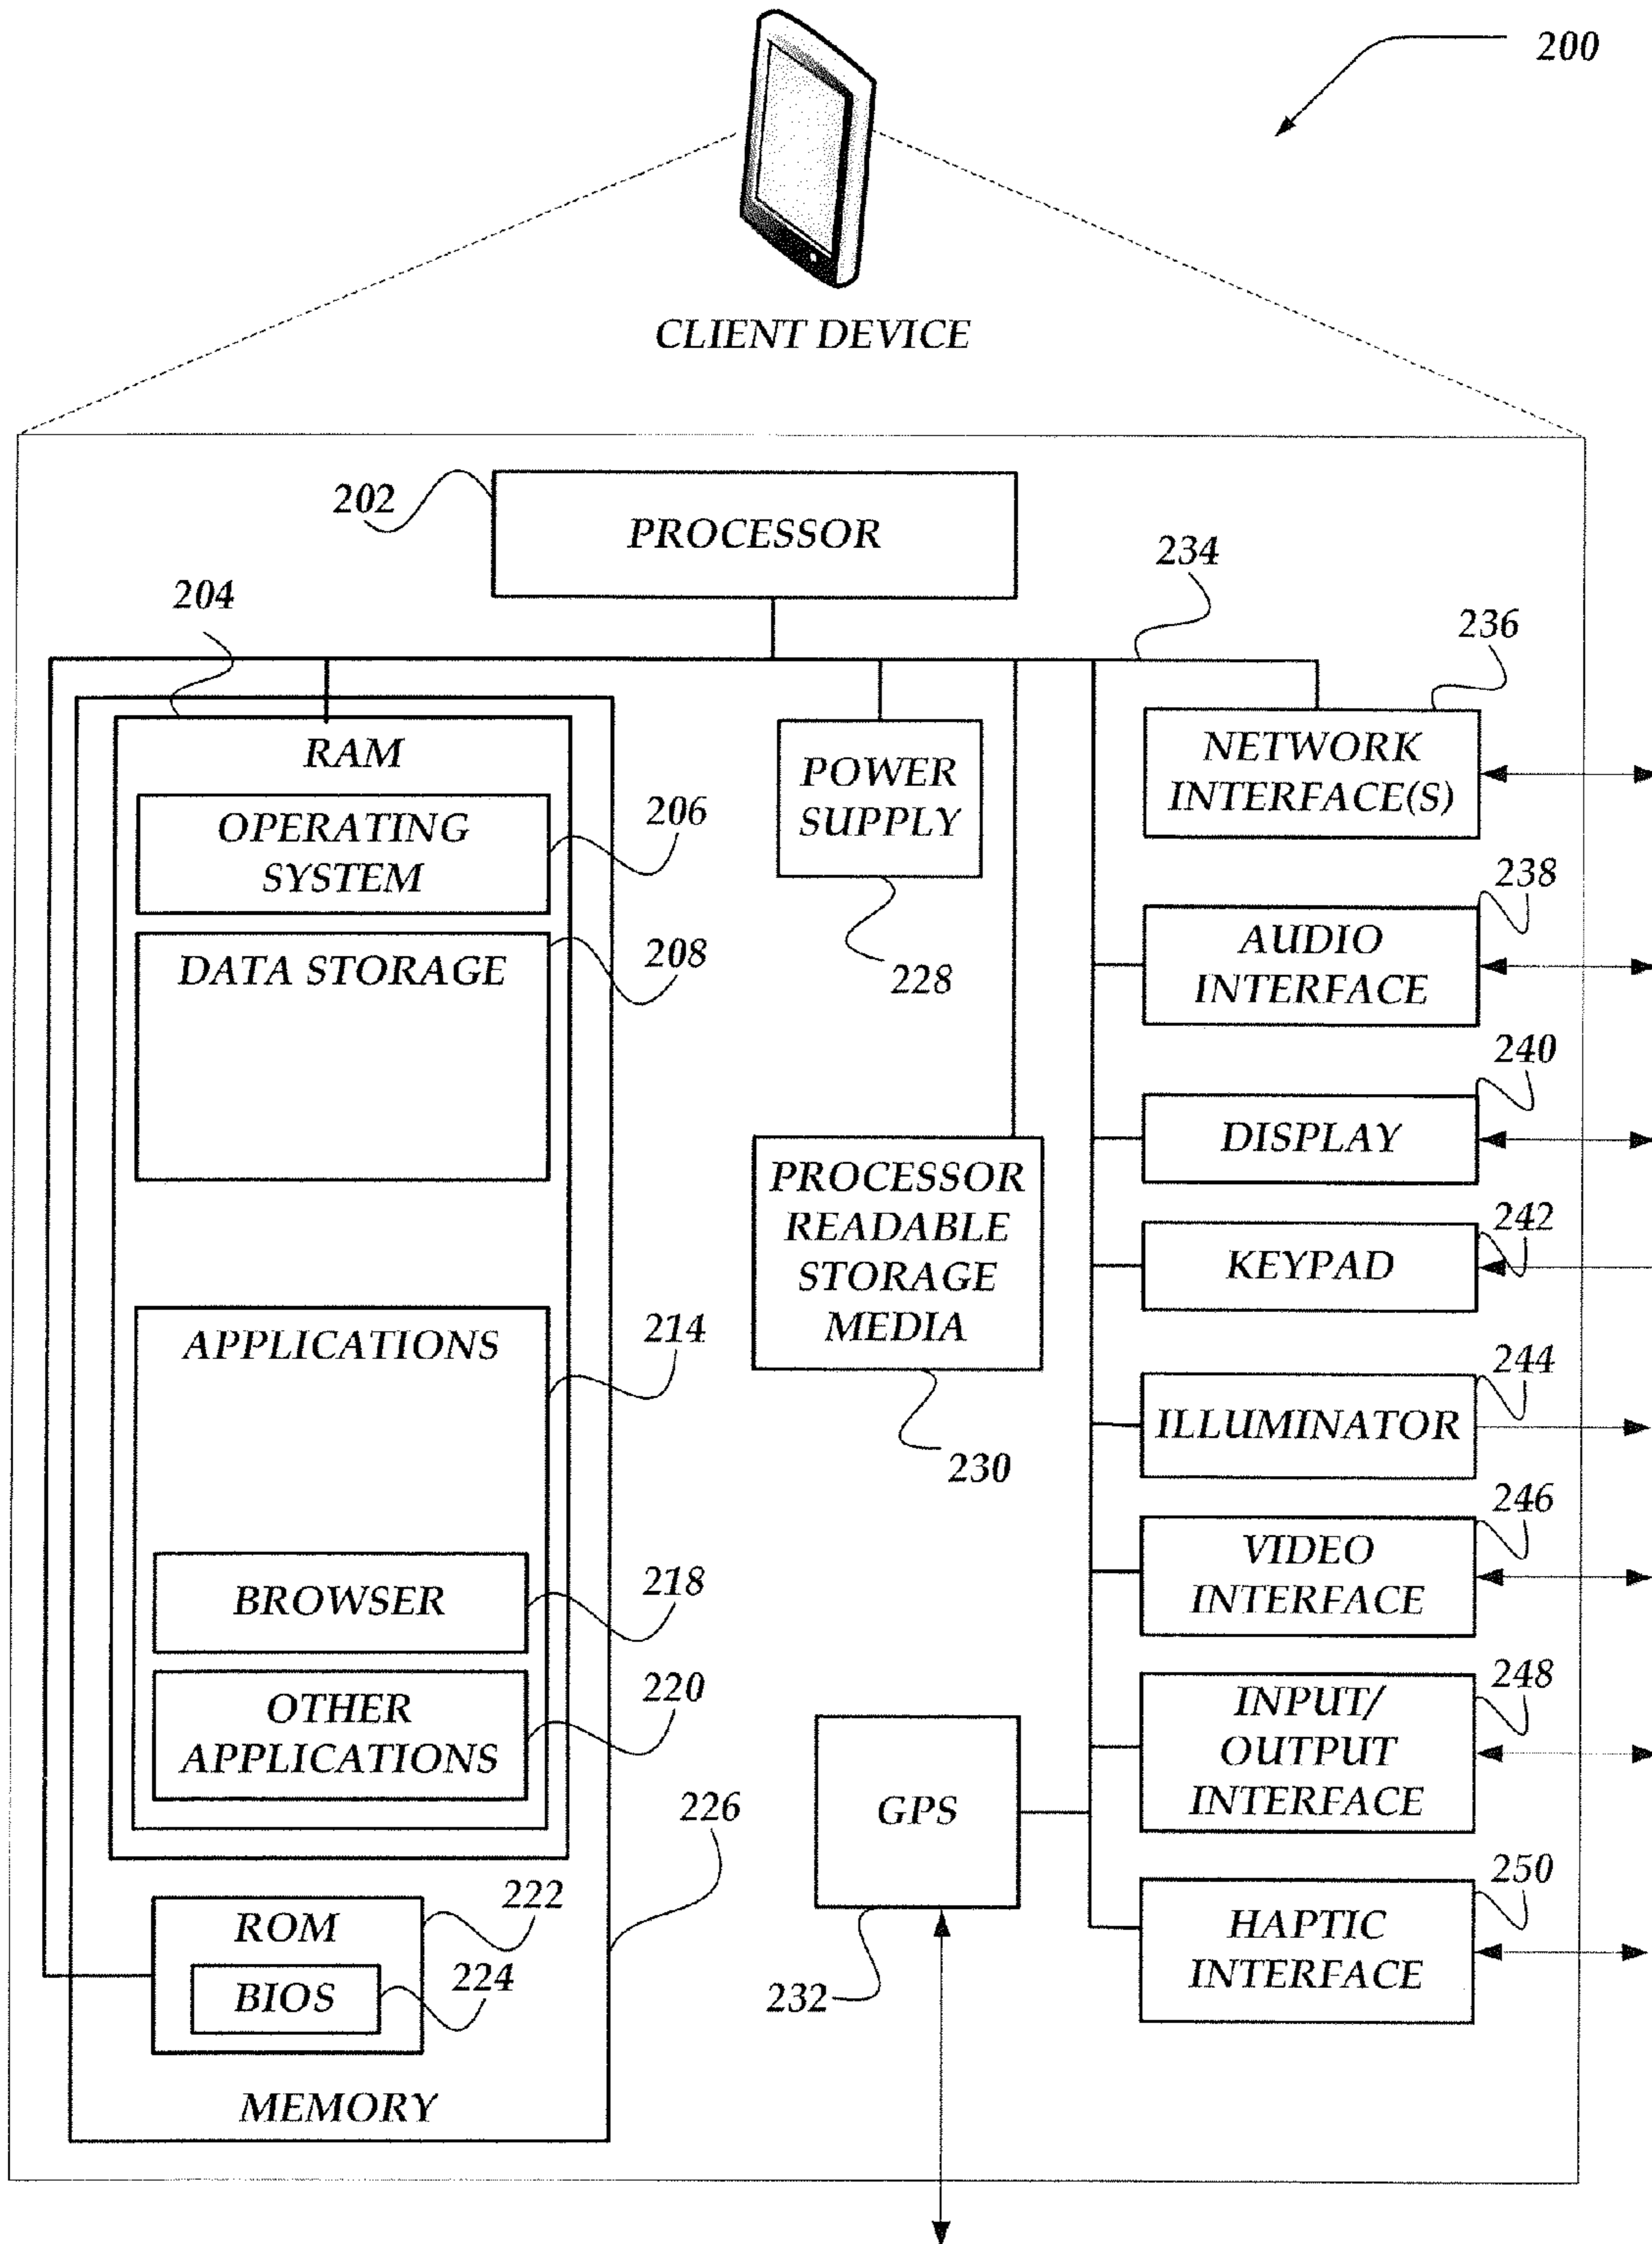 200
CLIENT DEVICE
202
PROCESSOR
234
204
236
RAM
NETWORK
INTERFACE(S)
POWER
SUPPLY
206
OPERATING
SYSTEM
238
208
DATA STORAGE
228
AUDIO
INTERFACE
240
DISPLAY
PROCESSOR
READABLE
STORAGE
MEDIA
242
KEYPAD
214
APPLICATIONS
244
ILLUMINATOR
230
246
VIDEO
INTERFACE
218
BROWSER
220
OTHER
APPLICATIONS
248
INPUT/
OUTPUT
INTERFACE
GPS
226
250
222
ROM
HAPTIC
INTERFACE
224
BIOS
232
MEMORY